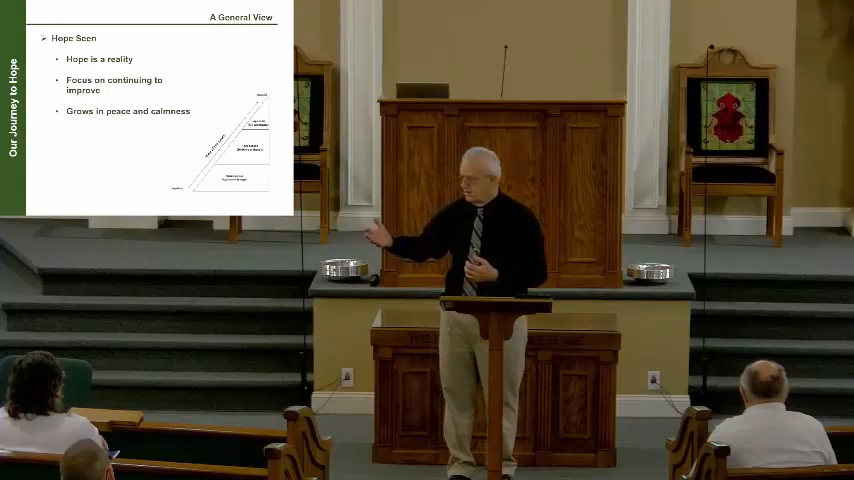 A General View
Our Journey to Hope
Hope Seen
Hope is a reality
Focus on continuing to
improve
Grows in peace and calmness